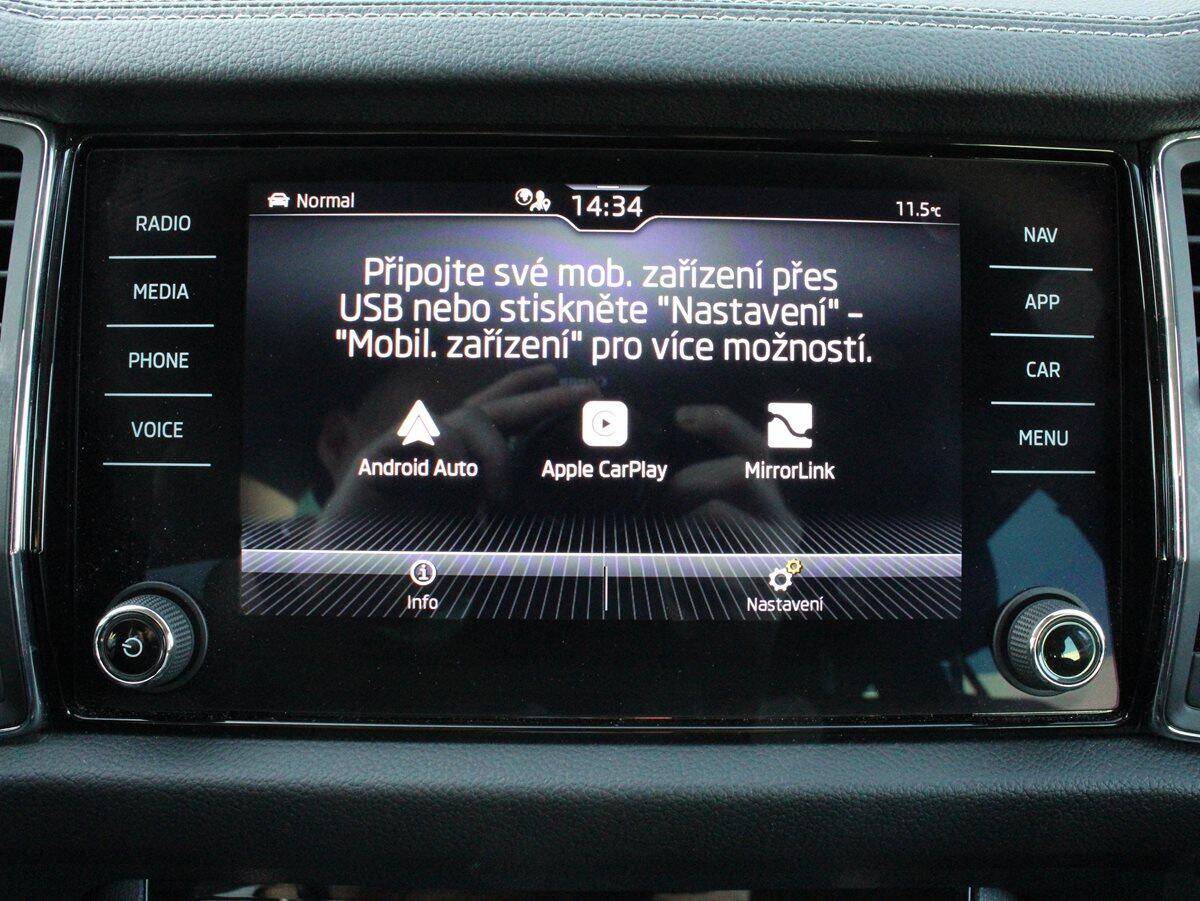 Normal
14:34
11.5°C
RADIO
MEDIA
PHONE
VOICE
Připojte své mob. zařízení přes
USB nebo stiskněte "Nastavení" –
"Mobil. zařízení" pro více možností.
Android Auto
Apple CarPlay
MirrorLink
Info
Nastavení
NAV
APP
CAR
MENU